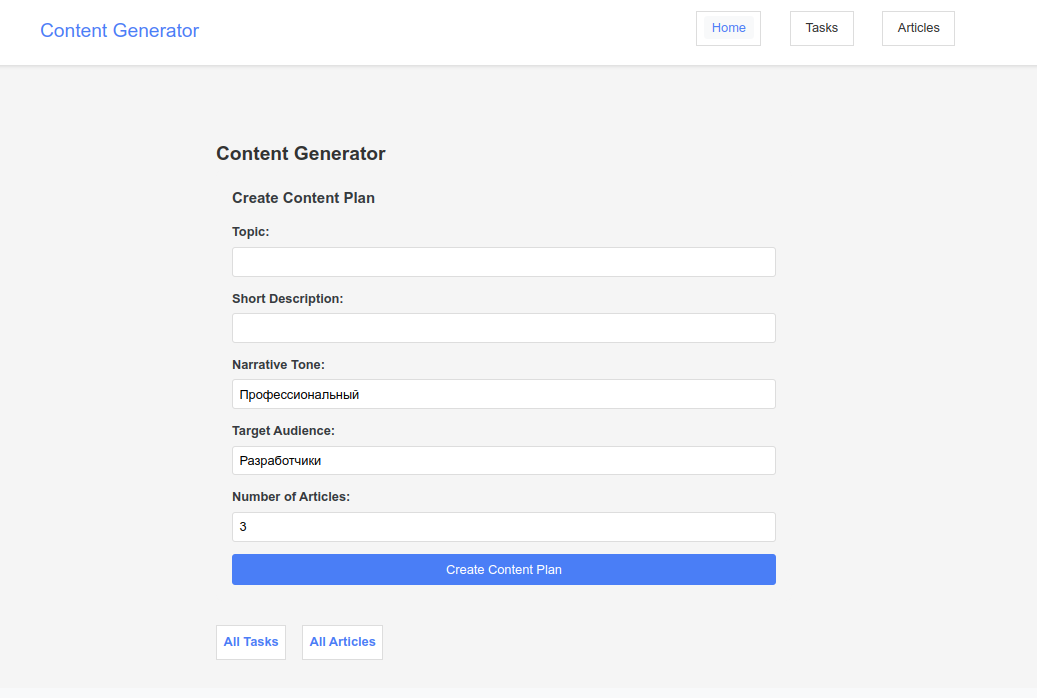 Content Generator
Home
Tasks
Articles
Content Generator
Create Content Plan
Topic:
Short Description:
Narrative Tone:
Профессиональный
Target Audience:
Разработчики
Number of Articles:
3
Create Content Plan
All Tasks
All Articles